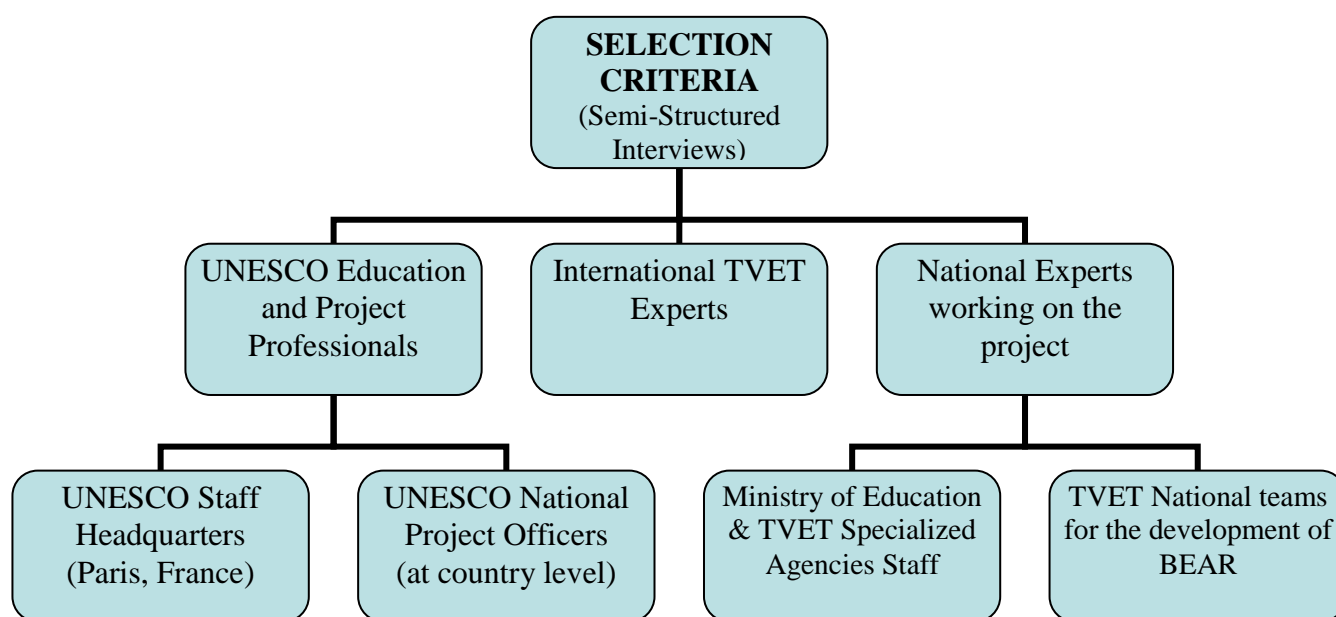 SELECTION
CRITERIA
(Semi-Structured
Interviews)
UNESCO Education
and Project
Professionals
International TVET
Experts
National Experts
working on the
project
UNESCO Staff
Headquarters
(Paris, France)
UNESCO National
Project Officers
(at country level)
Ministry of Education
& TVET Specialized
Agencies Staff
TVET National teams
for the development of
BEAR